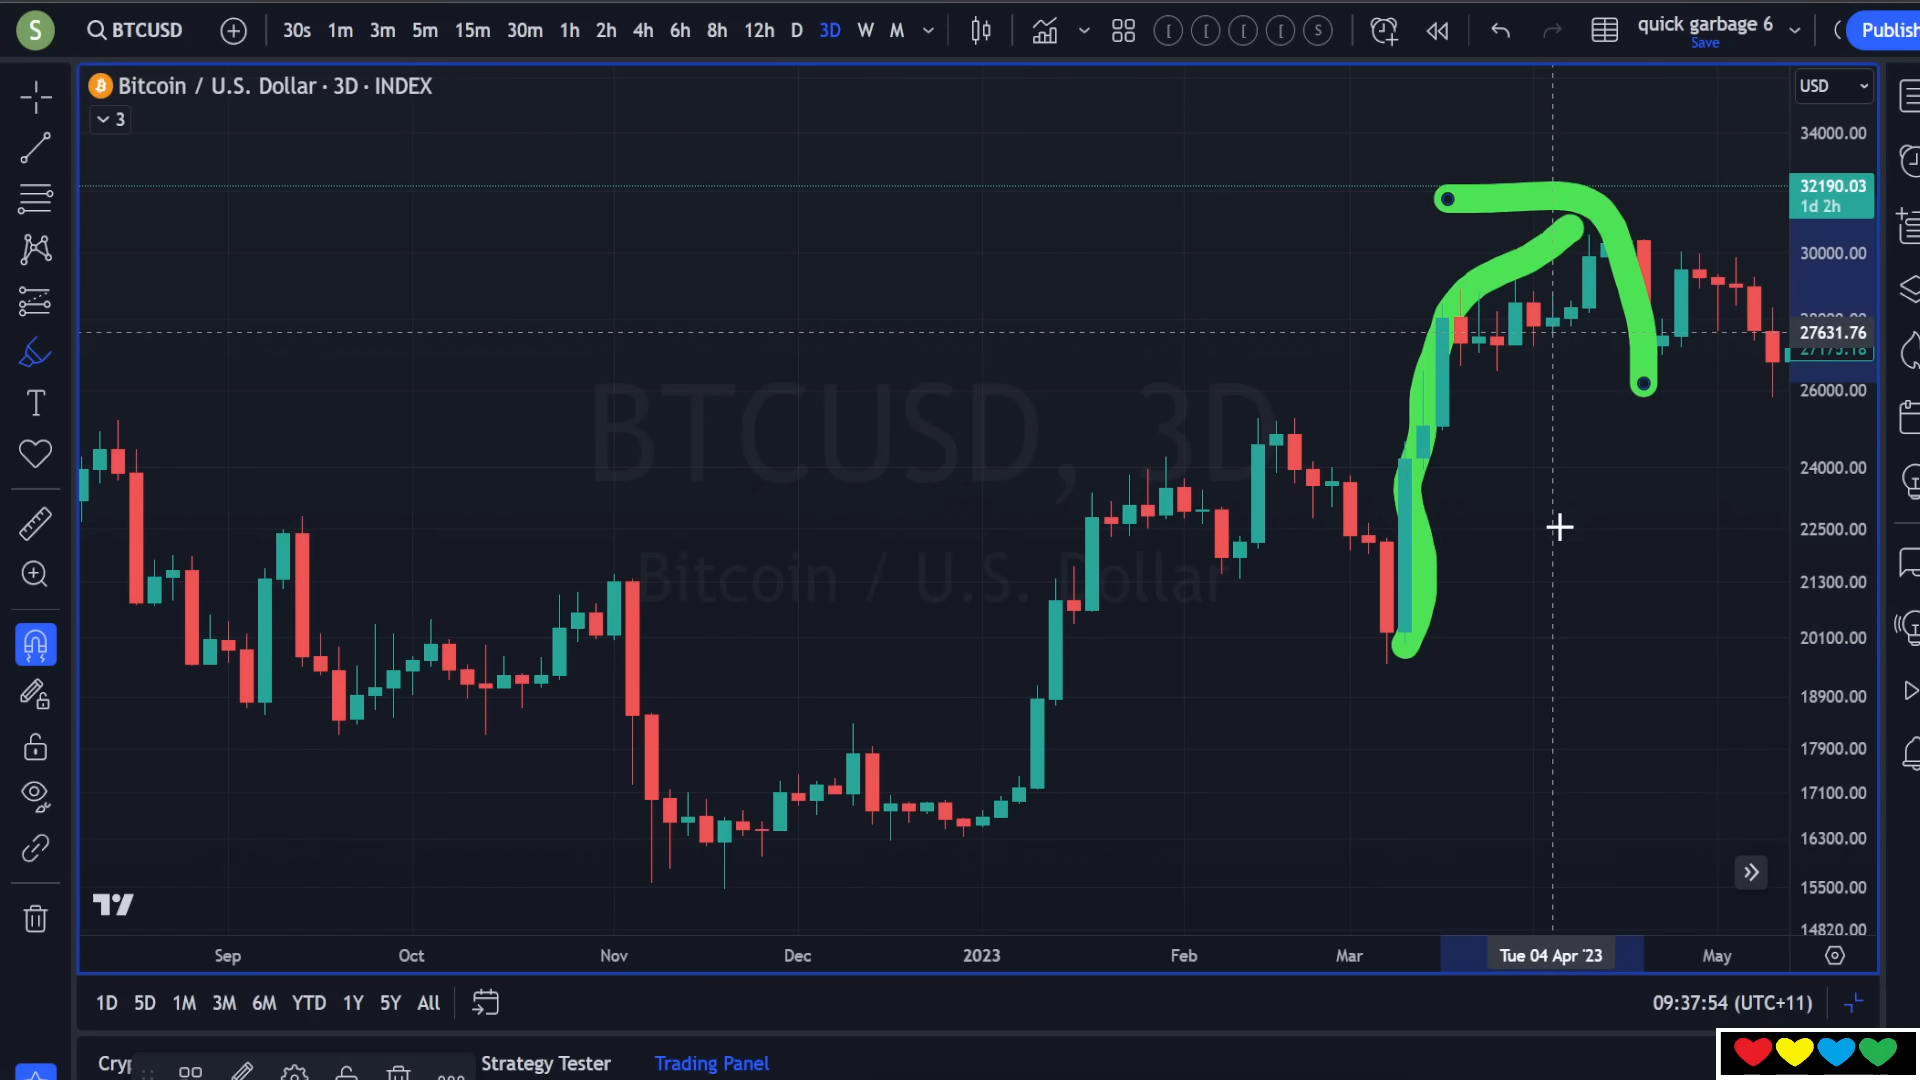 S BTCUSD 30s 1m 3m 5m 15m 30m 1h 2h 4h 6h 8h 12h D 3D W M [ [ [ [ S quick garbage 6 Publish
Save
Bitcoin / U.S. Dollar · 3D · INDEX
USD
3
34000.00
32190.03
1d 2h
30000.00
27631.76
26000.00
BTCUSD, 3D
24000.00
22500.00
Bitcoin / U.S. Dollar
21300.00
20100.00
18900.00
17900.00
17100.00
16300.00
15500.00
14820.00
Sep Oct Nov Dec 2023 Feb Mar Tue 04 Apr '23 May
1D 5D 1M 3M 6M YTD 1Y 5Y All 09:37:54 (UTC+11)
Strategy Tester Trading Panel